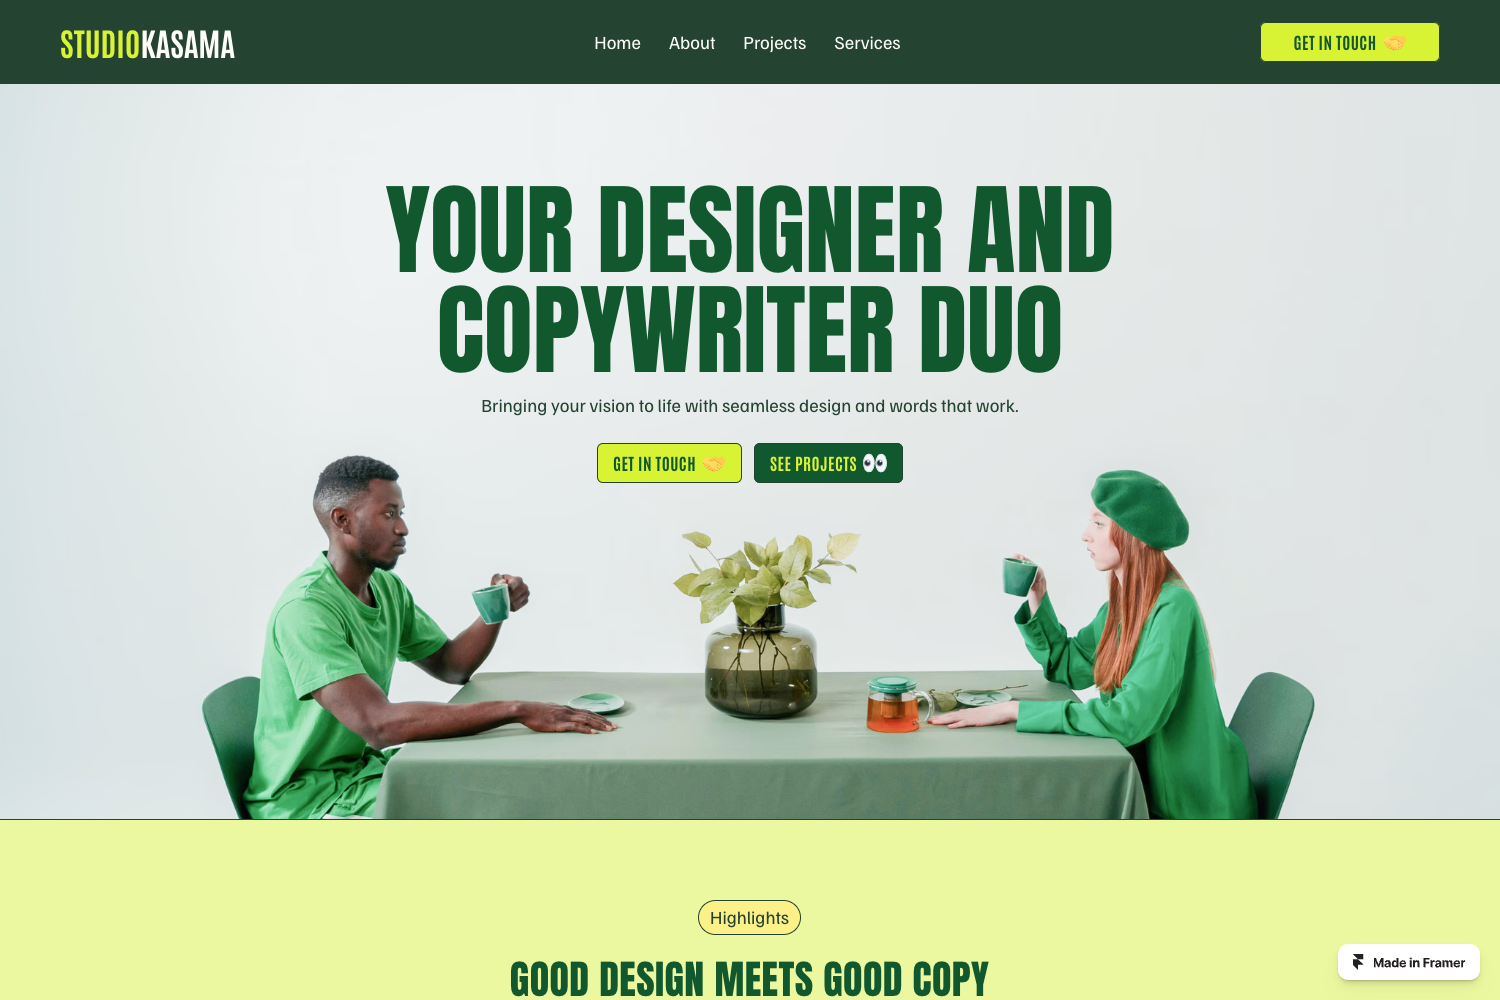 STUDIOKASAMA
Home
About
Projects
Services
GET IN TOUCH 🤝
YOUR DESIGNER AND
COPYWRITER DUO
Bringing your vision to life with seamless design and words that work.
GET IN TOUCH 🤝
SEE PROJECTS 👀
Highlights
GOOD DESIGN MEETS GOOD COPY
Made in Framer